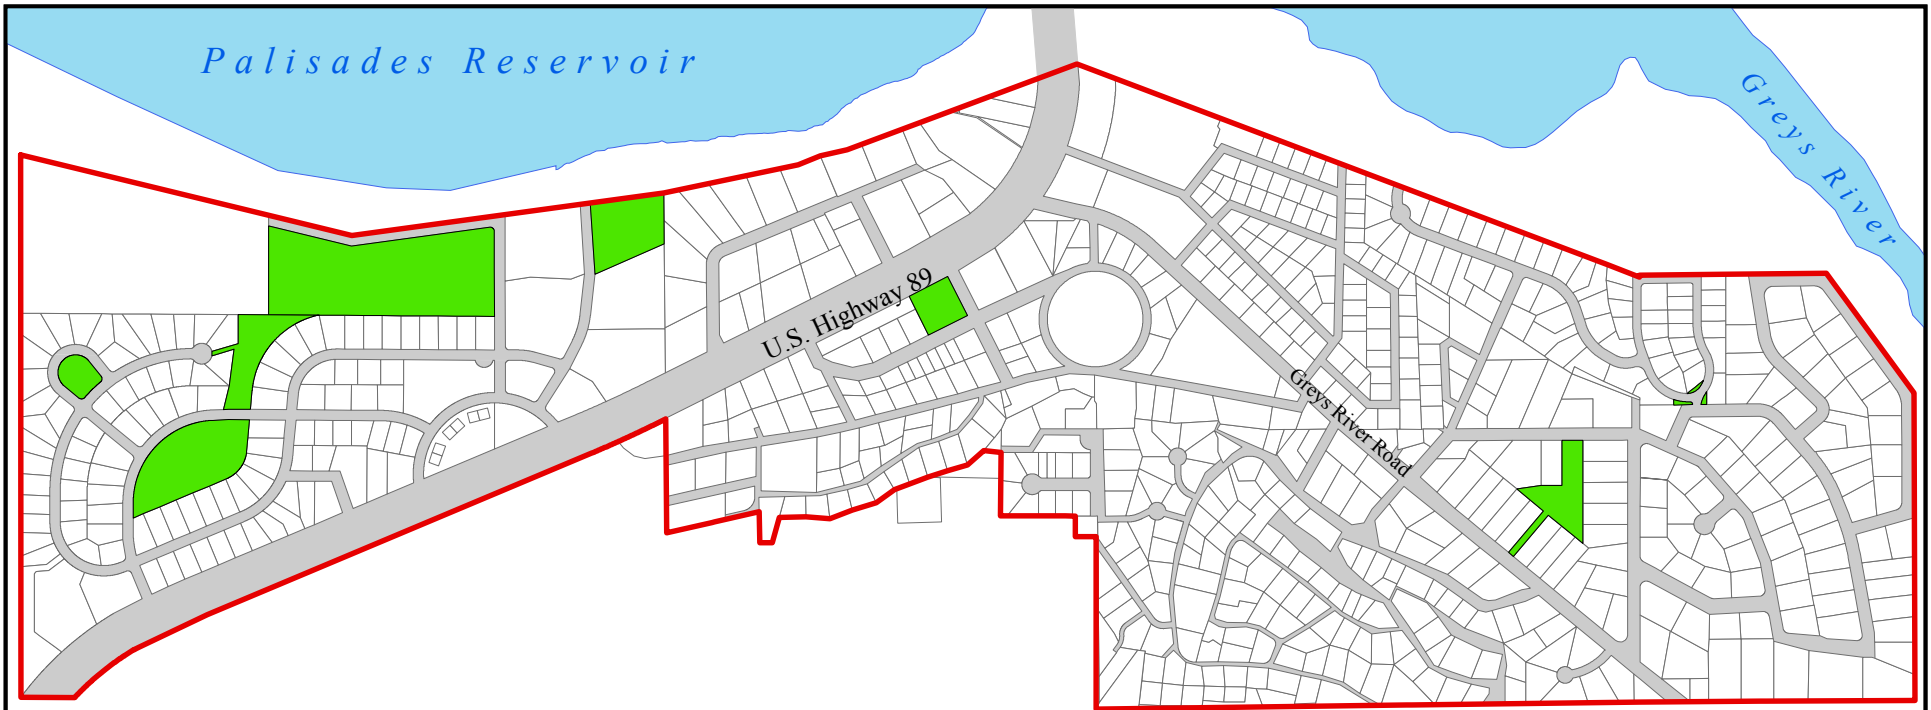 Palisades Reservoir
Greys River
U.S. Highway 89
Greys River Road